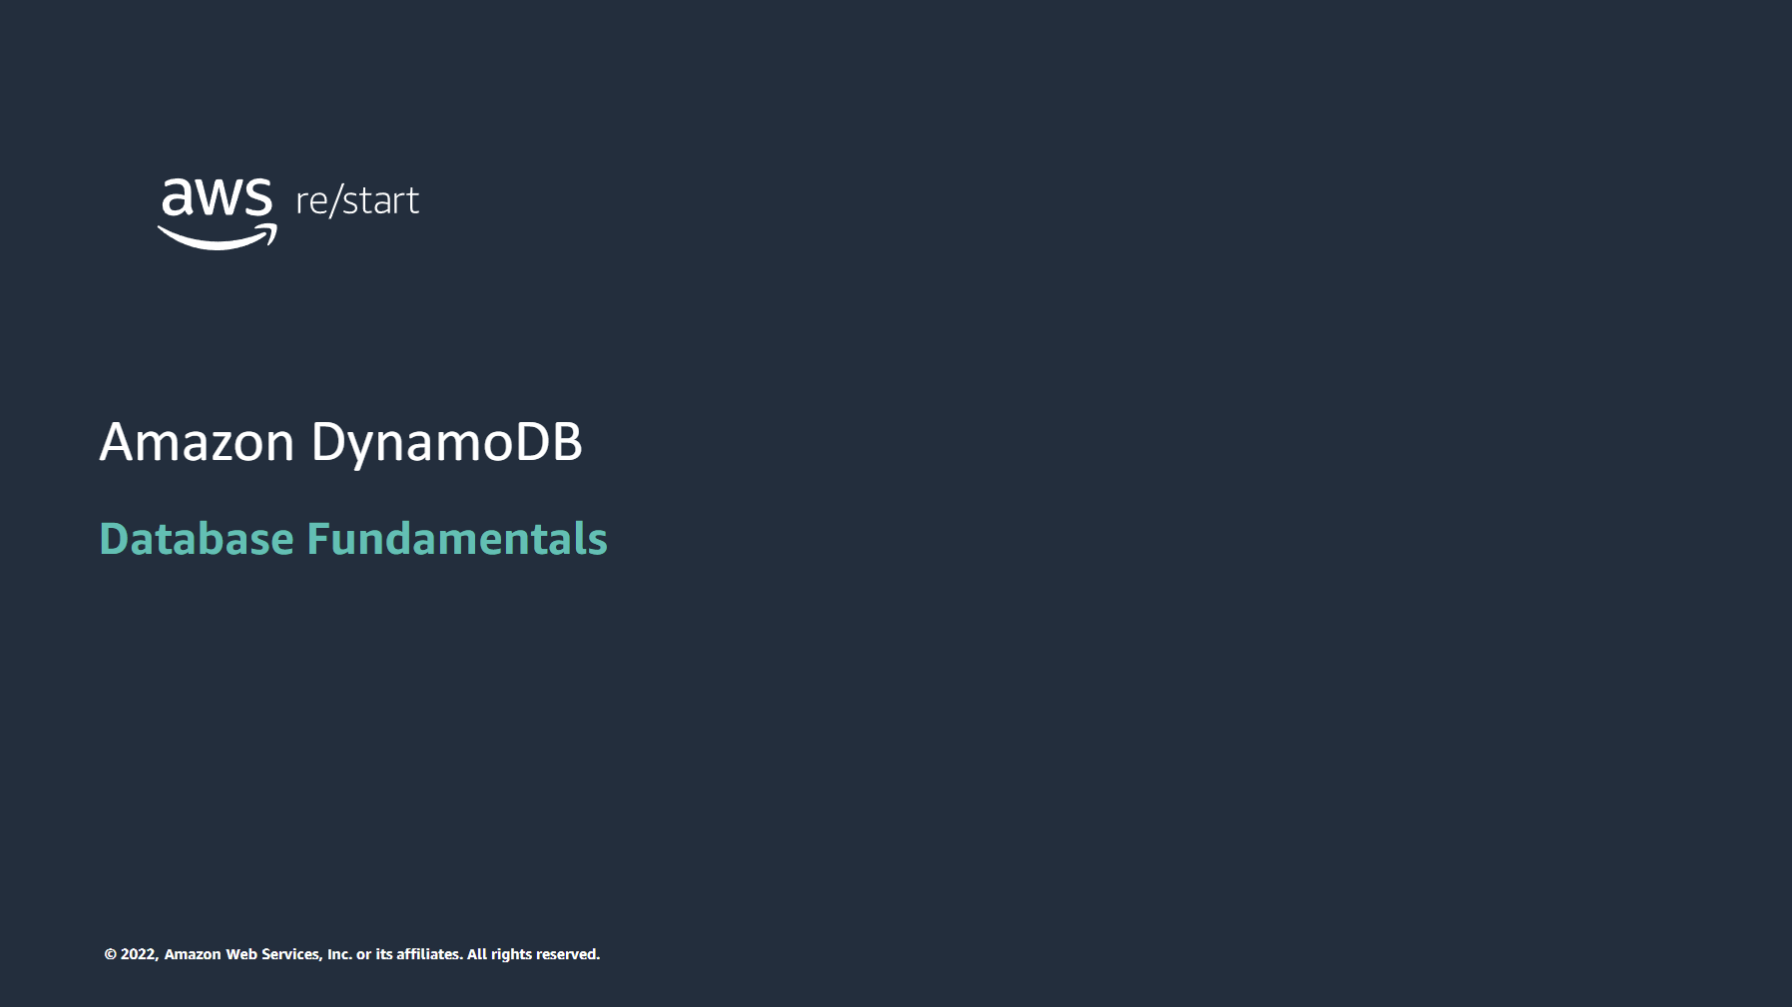 aws re/start
Amazon DynamoDB
Database Fundamentals
© 2022, Amazon Web Services, Inc. or its affiliates. All rights reserved.